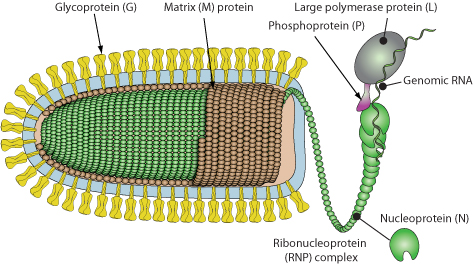 Glycoprotein (G)
Matrix (M) protein
Large polymerase protein (L)
Phosphoprotein (P)
Genomic RNA
Nucleoprotein (N)
Ribonucleoprotein
(RNP) complex